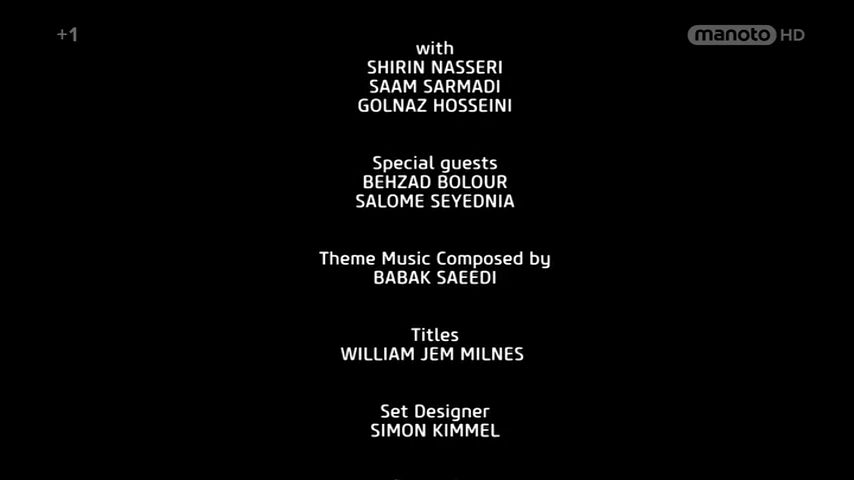 +1
manoto HD
with
SHIRIN NASSERI
SAAM SARMADI
GOLNAZ HOSSEINI
Special guests
BEHZAD BOLOUR
SALOME SEYEDNIA
Theme Music Composed by
BABAK SAEEDI
Titles
WILLIAM JEM MILNES
Set Designer
SIMON KIMMEL